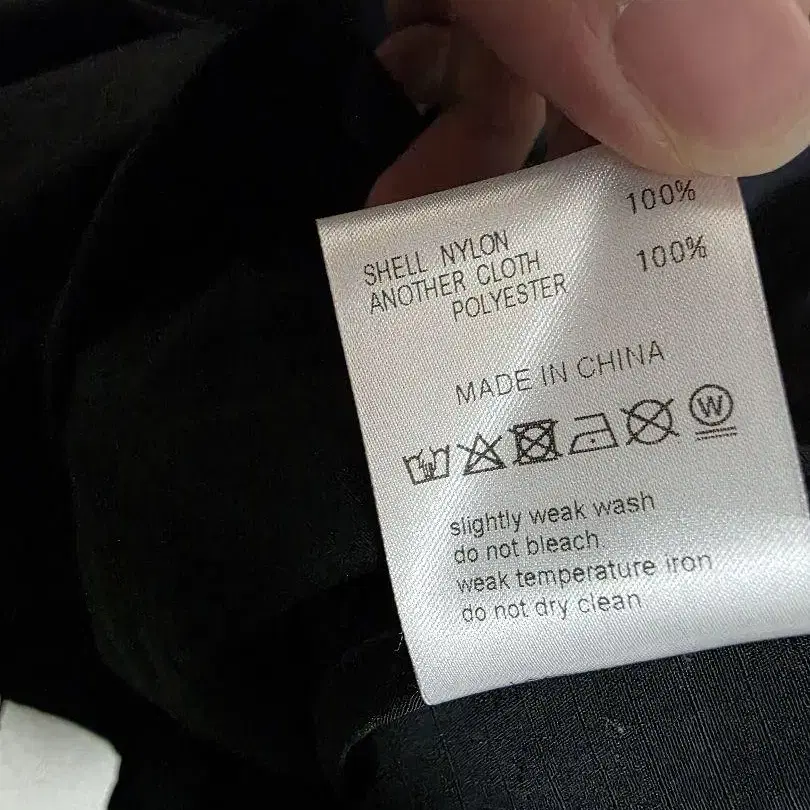 SHELL NYLON 100%
ANOTHER CLOTH 100%
POLYESTER
MADE IN CHINA
W
slightly weak wash
do not bleach
weak temperature iron
do not dry clean